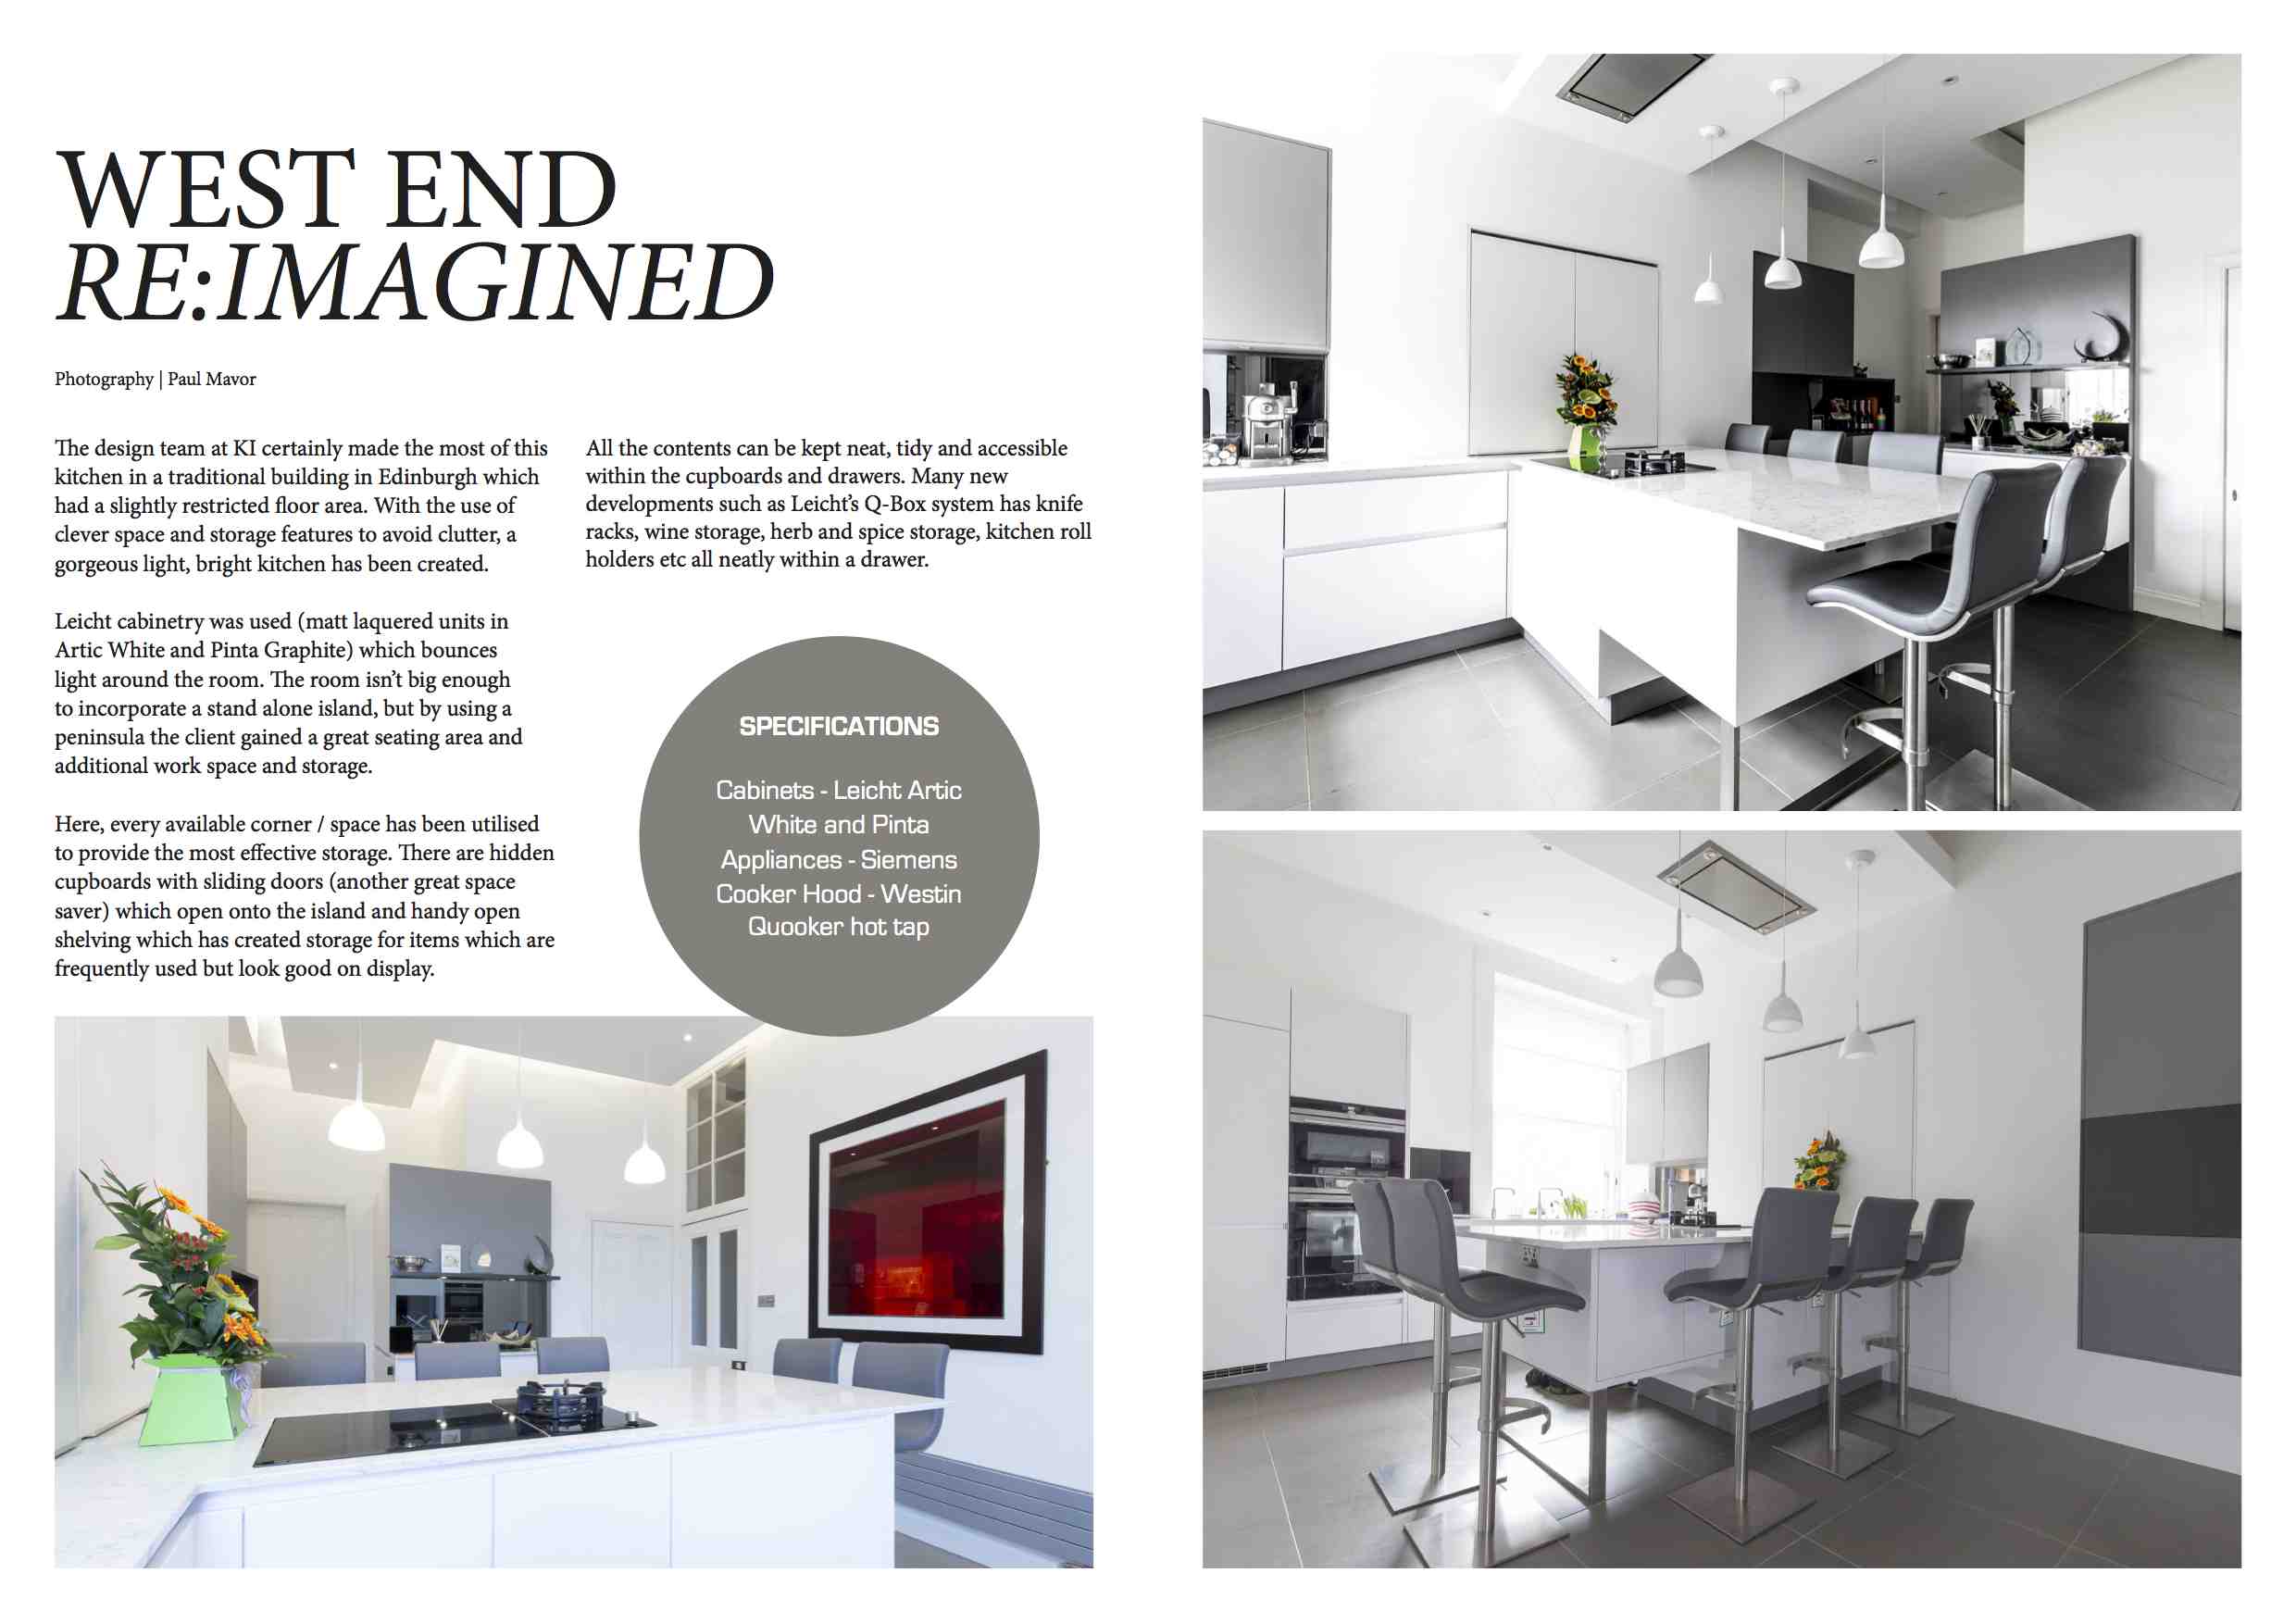 WEST END
RE:IMAGINED
Photography | Paul Mavor
The design team at KI certainly made the most of this
kitchen in a traditional building in Edinburgh which
had a slightly restricted floor area. With the use of
clever space and storage features to avoid clutter, a
gorgeous light, bright kitchen has been created.
Leicht cabinetry was used (matt laquered units in
Artic White and Pinta Graphite) which bounces
light around the room. The room isn't big enough
to incorporate a stand alone island, but by using a
peninsula the client gained a great seating area and
additional work space and storage.
Here, every available corner / space has been utilised
to provide the most effective storage. There are hidden
cupboards with sliding doors (another great space
saver) which open onto the island and handy open
shelving which has created storage for items which are
frequently used but look good on display.
All the contents can be kept neat, tidy and accessible
within the cupboards and drawers. Many new
developments such as Leicht's Q-Box system has knife
racks, wine storage, herb and spice storage, kitchen roll
holders etc all neatly within a drawer.
SPECIFICATIONS
Cabinets - Leicht Artic
White and Pinta
Appliances - Siemens
Cooker Hood - Westin
Quooker hot tap